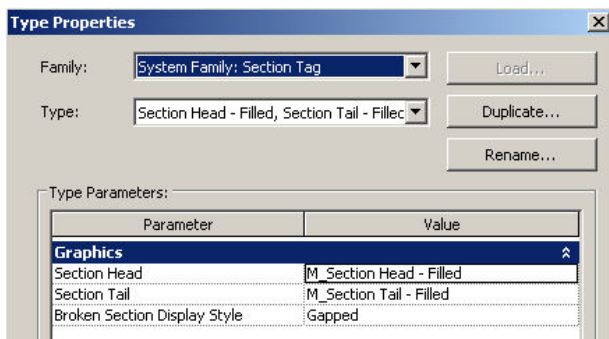 Type Properties
Family: System Family: Section Tag Load...
Type: Section Head - Filled, Section Tail - Filled Duplicate...
Rename...
Type Parameters:
Parameter Value
Graphics
Section Head M_Section Head - Filled
Section Tail M_Section Tail - Filled
Broken Section Display Style Gapped